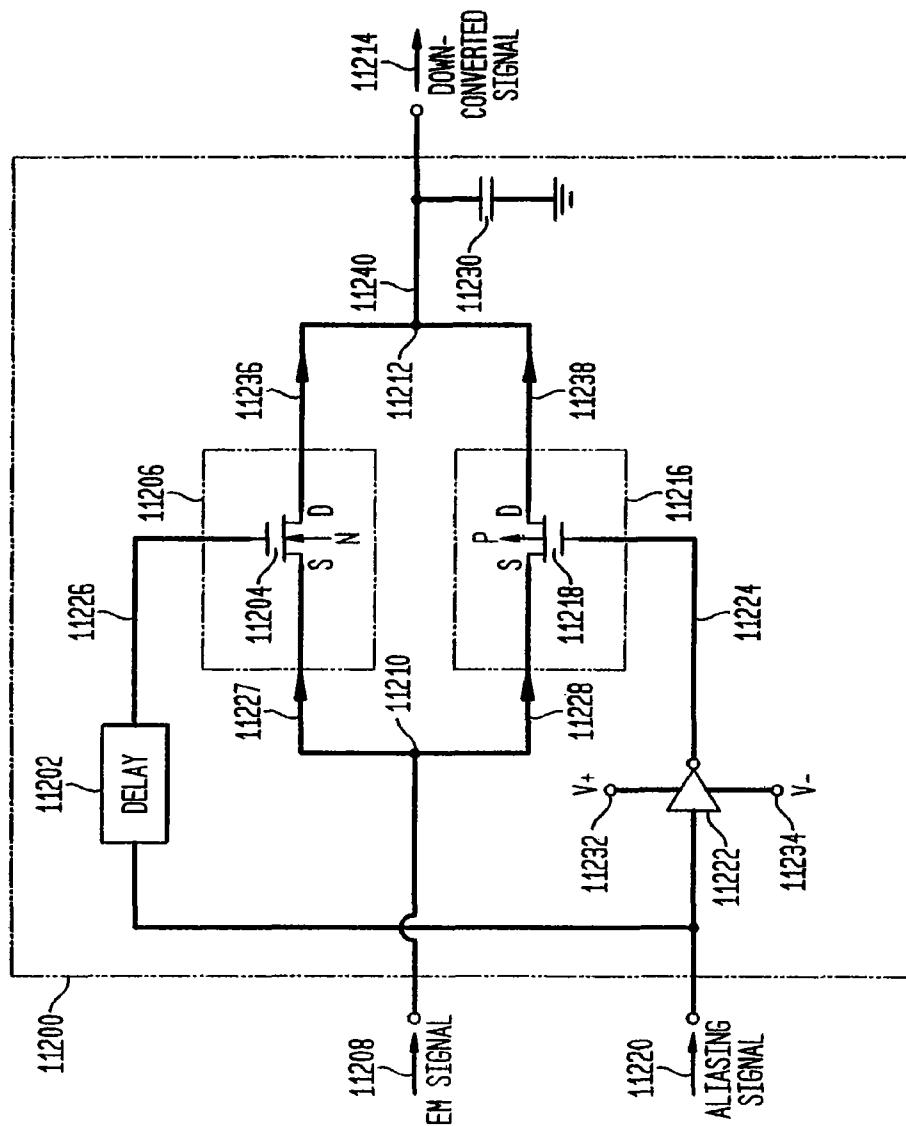 11200
11202
DELAY
11226
11206
11204
S
D
N
11236
11240
11214
DOWN-
CONVERTED
SIGNAL
11208
EM SIGNAL
11227
11210
11212
11230
11228
S
D
P
11218
11216
11238
11220
ALIASING
SIGNAL
11232
V+
11222
11234
V-
11224